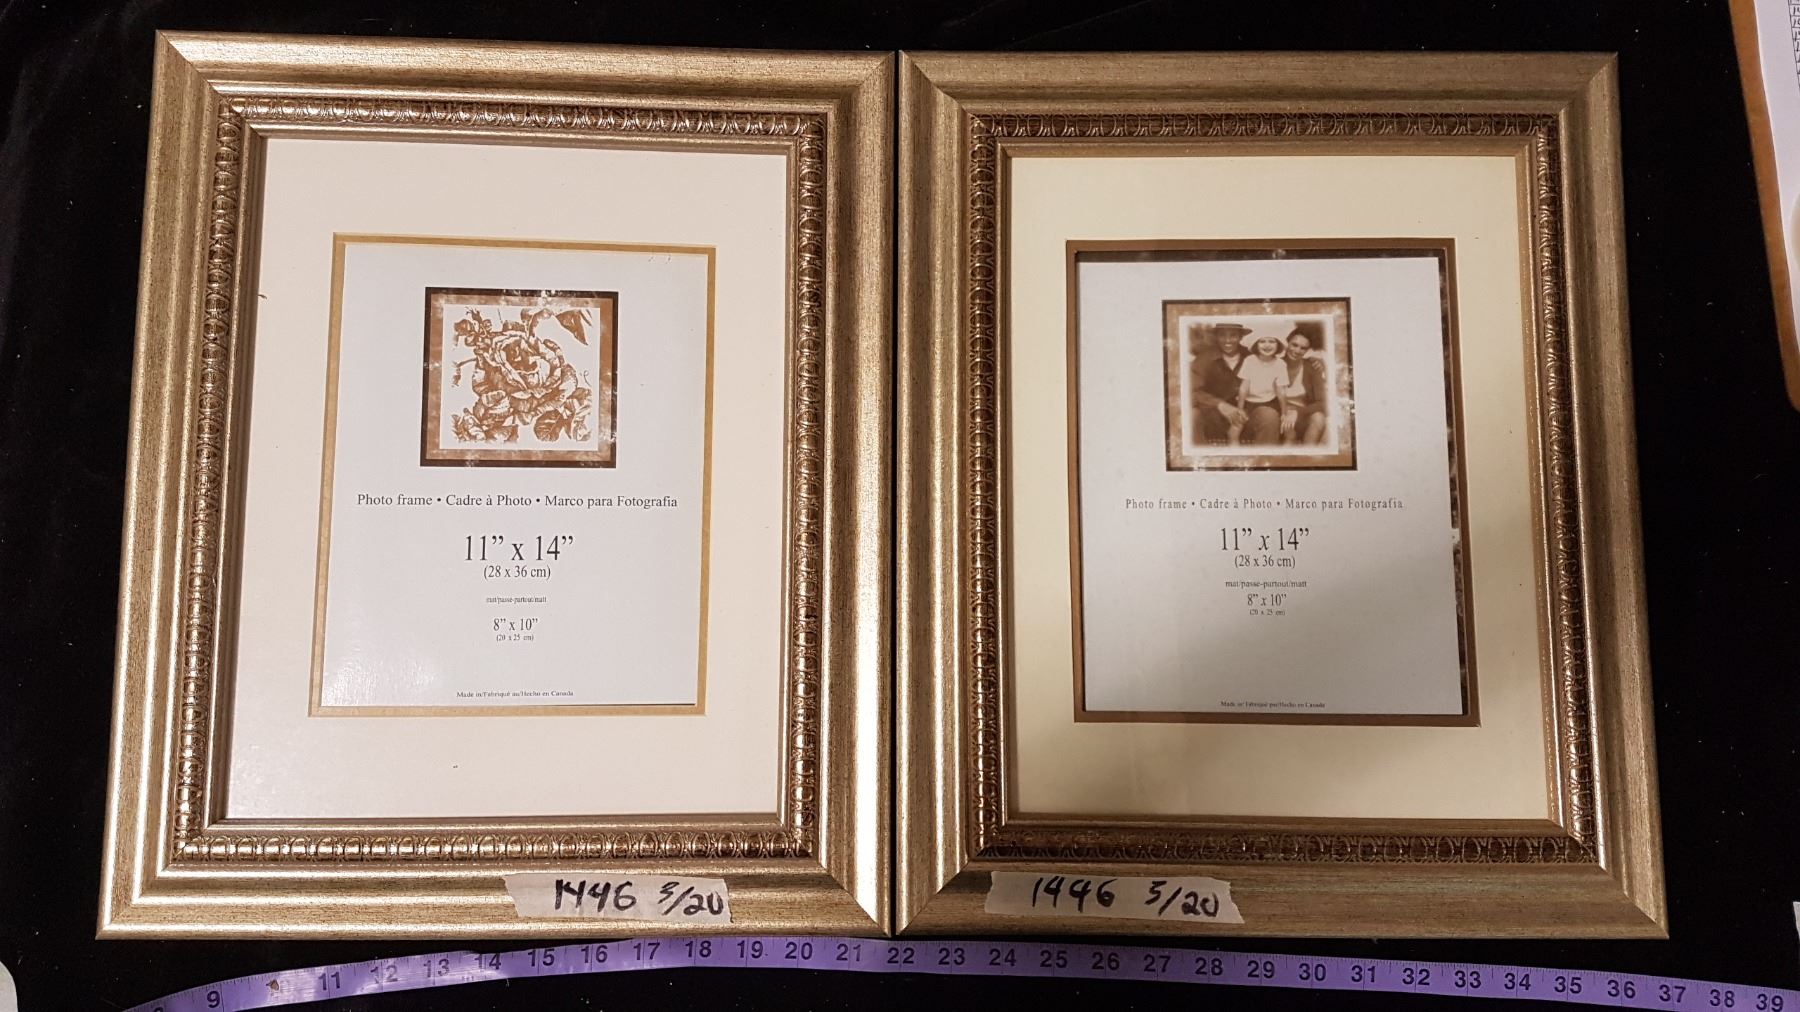 Photo frame • Cadre à Photo • Marco para Fotografia
11” x 14”
(28 x 36 cm)
mat/passe-partout/matt
8” x 10”
(20 x 25 cm)
Made in/Fabriqué au/Hecho en Canada
1446 3/20
Photo frame • Cadre à Photo • Marco para Fotografia
11” x 14”
(28 x 36 cm)
mat/passe-partout/matt
8” x 10”
(20 x 25 cm)
Made in/Fabriqué par/Hecho en Canada
1446 3/20
9 11 12 13 14 15 16 17 18 19 20 21 22 23 24 25 26 27 28 29 30 31 32 33 34 35 36 37 38 39